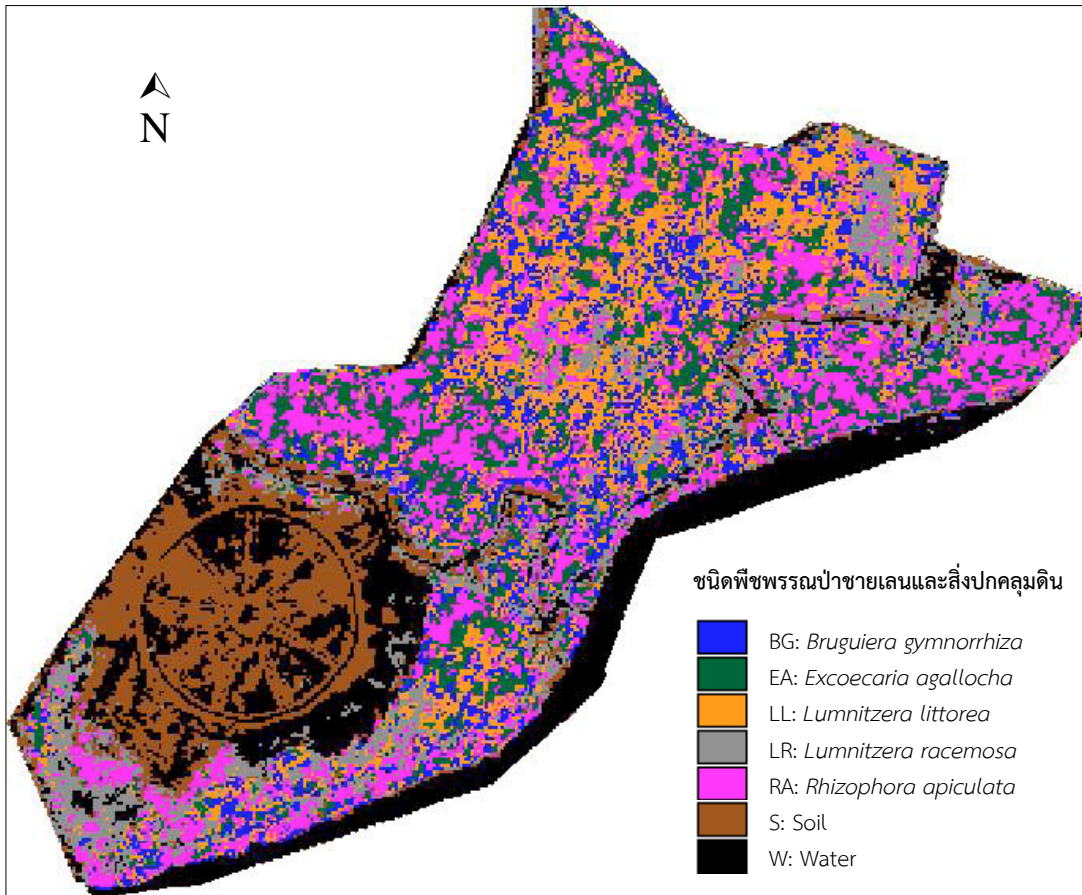 N
ชนิดพืชพรรณป่าชายเลนและสิ่งปกคลุมดิน
BG: Bruguiera gymnorrhiza
EA: Excoecaria agallocha
LL: Lumnitzera littorea
LR: Lumnitzera racemosa
RA: Rhizophora apiculata
S: Soil
W: Water